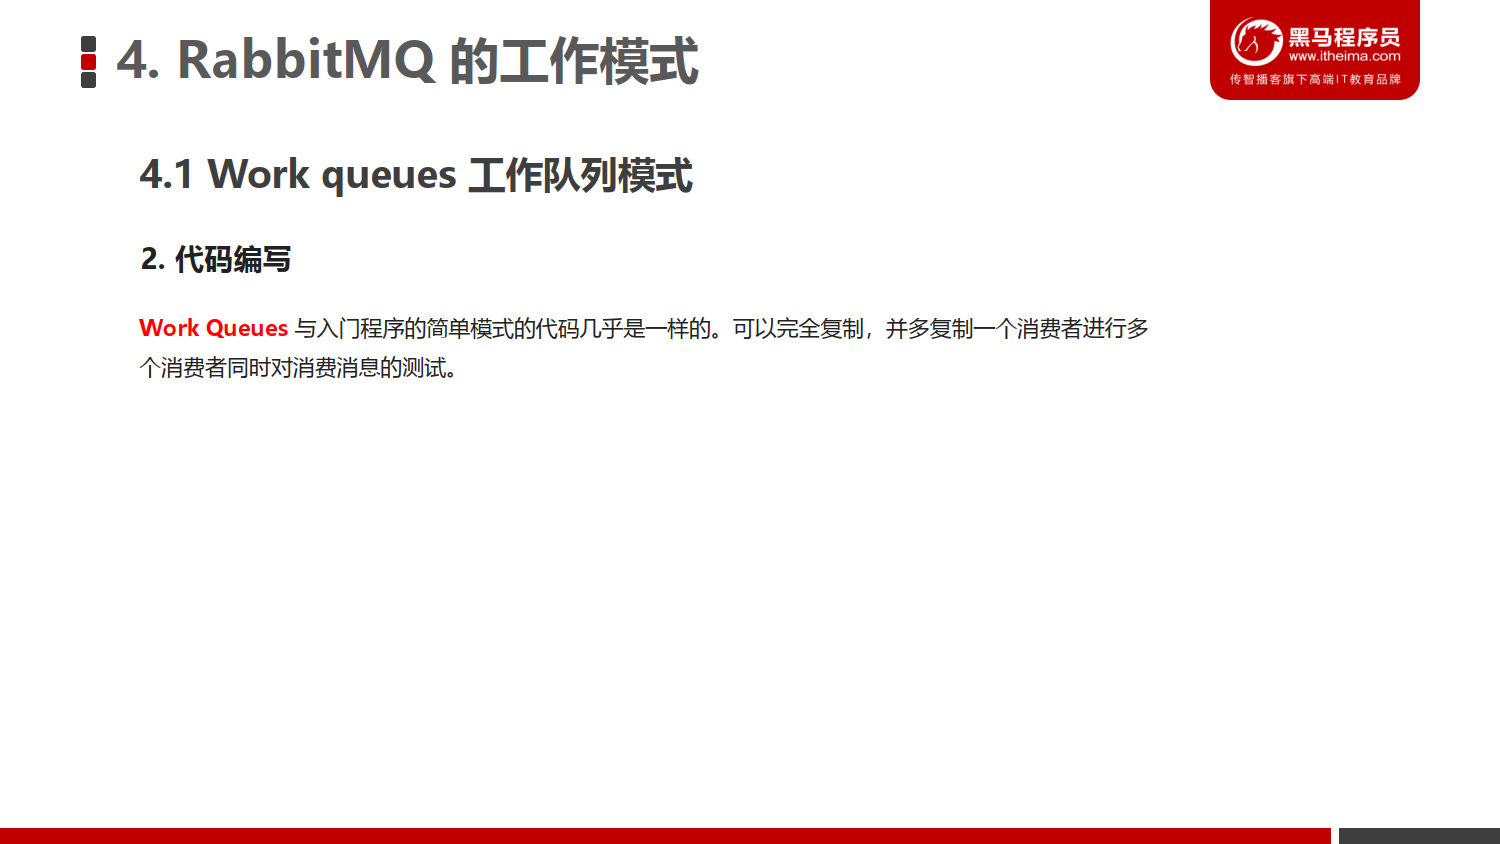 4. RabbitMQ 的工作模式
黑马程序员
www.itheima.com
传智播客旗下高端IT教育品牌
4.1 Work queues 工作队列模式
2. 代码编写
Work Queues 与入门程序的简单模式的代码几乎是一样的。可以完全复制，并多复制一个消费者进行多
个消费者同时对消费消息的测试。